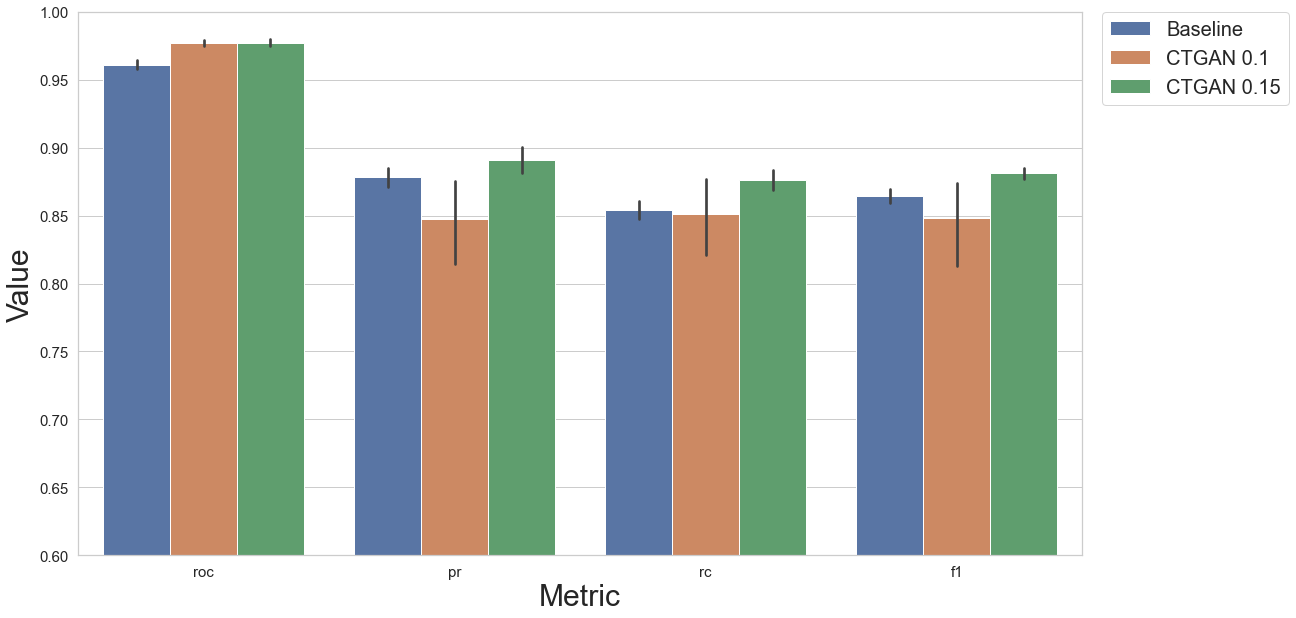 1.00
0.95
0.90
0.85
0.80
0.75
0.70
0.65
0.60
Value
roc
pr
rc
f1
Metric
Baseline
CTGAN 0.1
CTGAN 0.15